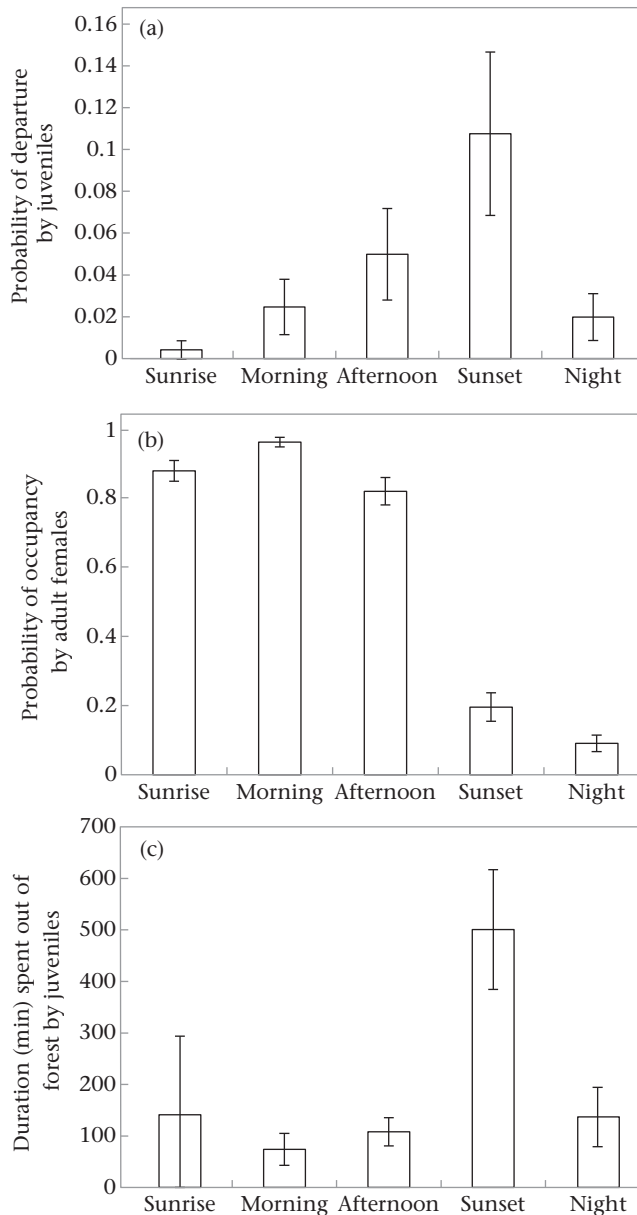 (a)
Probability of departure
by juveniles
0.16
0.14
0.12
0.1
0.08
0.06
0.04
0.02
0
Sunrise Morning Afternoon Sunset Night
(b)
Probability of occupancy
by adult females
1
0.8
0.6
0.4
0.2
0
Sunrise Morning Afternoon Sunset Night
(c)
Duration (min) spent out of
forest by juveniles
700
600
500
400
300
200
100
0
Sunrise Morning Afternoon Sunset Night